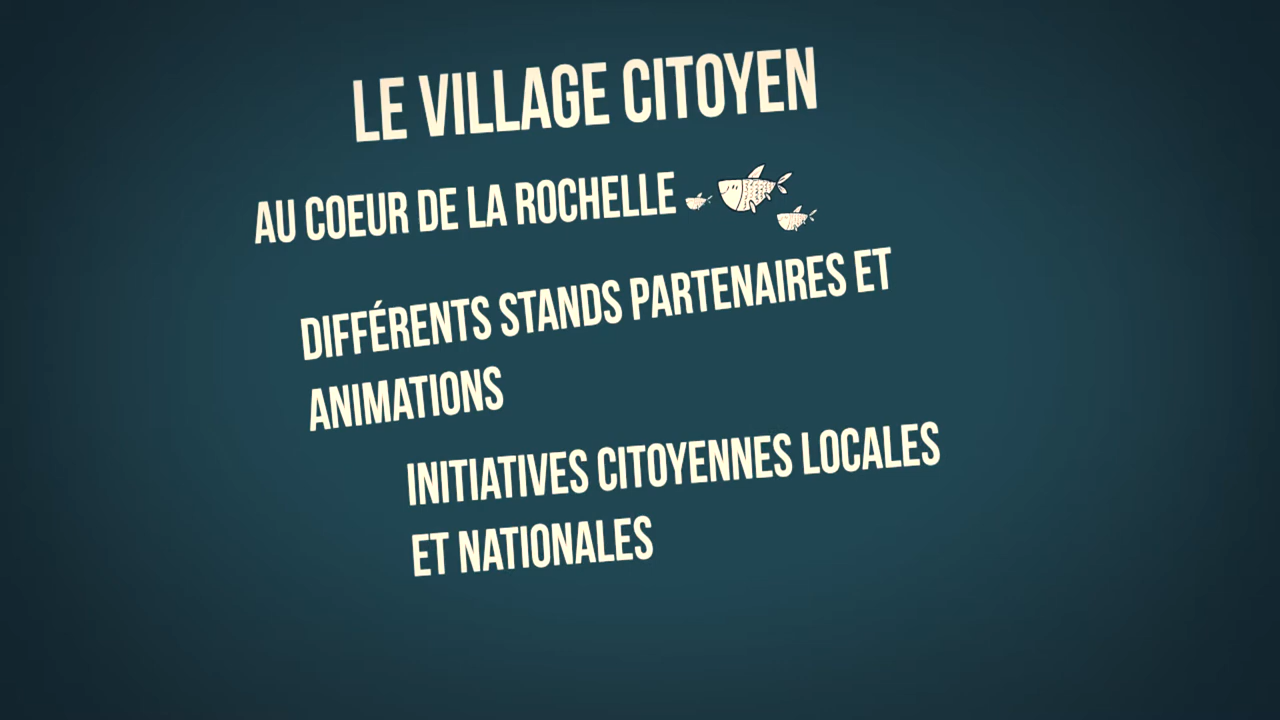 LE VILLAGE CITOYEN
AU COEUR DE LA ROCHELLE
DIFFÉRENTS STANDS PARTENAIRES ET
ANIMATIONS
INITIATIVES CITOYENNES LOCALES
ET NATIONALES